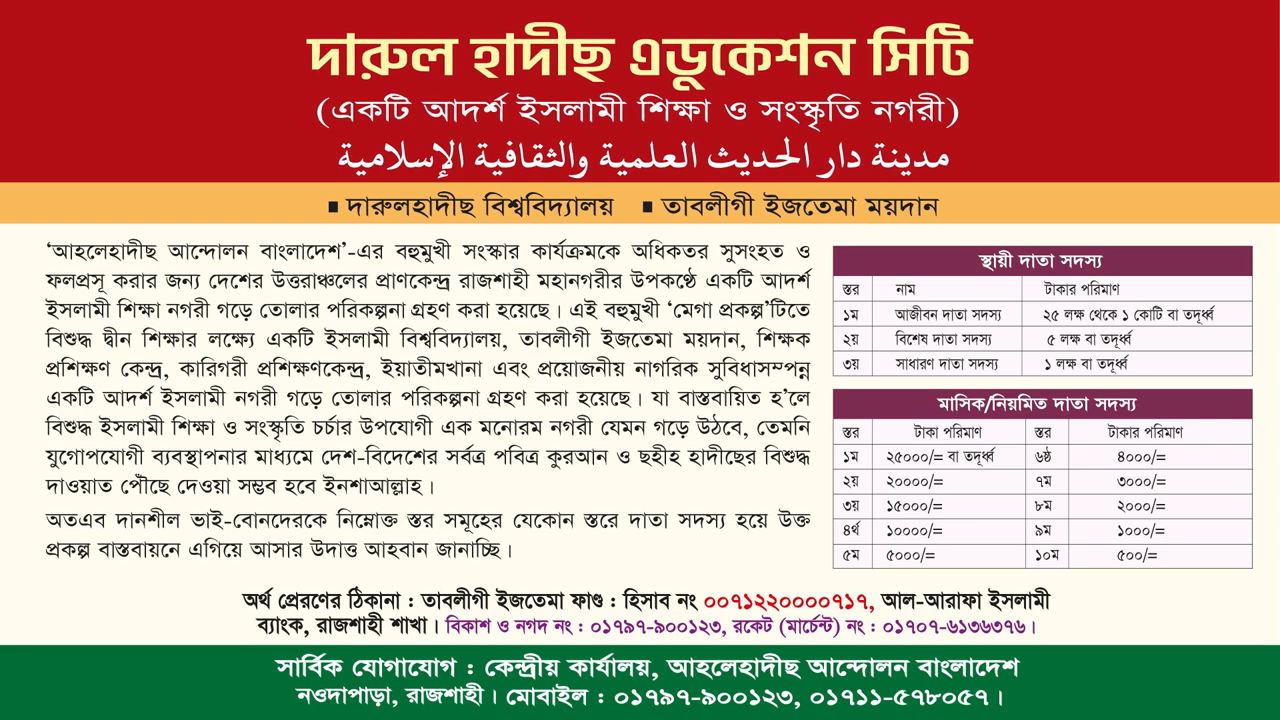 দারুল হাদীছ এডুকেশন সিটি
(একটি আদর্শ ইসলামী শিক্ষা ও সংস্কৃতি নগরী)
مدينة دار الحديث العلمية والثقافية الإسلامية
■ দারুলহাদীছ বিশ্ববিদ্যালয় ■ তাবলীগী ইজতেমা ময়দান
‘আহলেহাদীছ আন্দোলন বাংলাদেশ’-এর বহুমুখী সংস্কার কার্যক্রমকে অধিকতর সুসংহত ও
ফলপ্রসূ করার জন্য দেশের উত্তরাঞ্চলের প্রাণকেন্দ্র রাজশাহী মহানগরীর উপকণ্ঠে একটি আদর্শ
ইসলামী শিক্ষা নগরী গড়ে তোলার পরিকল্পনা গ্রহণ করা হয়েছে। এই বহুমুখী ‘মেগা প্রকল্প’টিতে
বিশুদ্ধ দ্বীন শিক্ষার লক্ষ্যে একটি ইসলামী বিশ্ববিদ্যালয়, তাবলীগী ইজতেমা ময়দান, শিক্ষক
প্রশিক্ষণ কেন্দ্র, কারিগরী প্রশিক্ষণকেন্দ্র, ইয়াতীমখানা এবং প্রয়োজনীয় নাগরিক সুবিধাসম্পন্ন
একটি আদর্শ ইসলামী নগরী গড়ে তোলার পরিকল্পনা গ্রহণ করা হয়েছে। যা বাস্তবায়িত হ’লে
বিশুদ্ধ ইসলামী শিক্ষা ও সংস্কৃতি চর্চার উপযোগী এক মনোরম নগরী যেমন গড়ে উঠবে, তেমনি
যুগোপযোগী ব্যবস্থাপনার মাধ্যমে দেশ-বিদেশের সর্বত্র পবিত্র কুরআন ও ছহীহ হাদীছের বিশুদ্ধ
দাওয়াত পৌঁছে দেওয়া সম্ভব হবে ইনশাআল্লাহ।
অতএব দানশীল ভাই-বোনদেরকে নিম্নোক্ত স্তর সমূহের যেকোন স্তরে দাতা সদস্য হয়ে উক্ত
প্রকল্প বাস্তবায়নে এগিয়ে আসার উদাত্ত আহবান জানাচ্ছি।
স্থায়ী দাতা সদস্য
স্তর নাম টাকার পরিমাণ
১ম আজীবন দাতা সদস্য ২৫ লক্ষ থেকে ১ কোটি বা তদূর্ধ্ব
২য় বিশেষ দাতা সদস্য ৫ লক্ষ বা তদূর্ধ্ব
৩য় সাধারণ দাতা সদস্য ১ লক্ষ বা তদূর্ধ্ব
মাসিক/নিয়মিত দাতা সদস্য
স্তর টাকা পরিমাণ স্তর টাকার পরিমাণ
১ম ২৫০০০/= বা তদূর্ধ্ব ৬ষ্ঠ ৪০০০/=
২য় ২০০০০/= ৭ম ৩০০০/=
৩য় ১৫০০০/= ৮ম ২০০০/=
৪র্থ ১০০০০/= ৯ম ১০০০/=
৫ম ৫০০০/= ১০ম ৫০০/=
অর্থ প্রেরণের ঠিকানা : তাবলীগী ইজতেমা ফাণ্ড : হিসাব নং ০০৭১২২০০০০৭১৭, আল-আরাফা ইসলামী
ব্যাংক, রাজশাহী শাখা। বিকাশ ও নগদ নং : ০১৭৯৭-৯০০১২৩, রকেট (মার্চেন্ট) নং : ০১৭০৭-৬১৩৬৩৭৬।
সার্বিক যোগাযোগ : কেন্দ্রীয় কার্যালয়, আহলেহাদীছ আন্দোলন বাংলাদেশ
নওদাপাড়া, রাজশাহী। মোবাইল : ০১৭৯৭-৯০০১২৩, ০১৭১১-৫৭৮০৫৭।